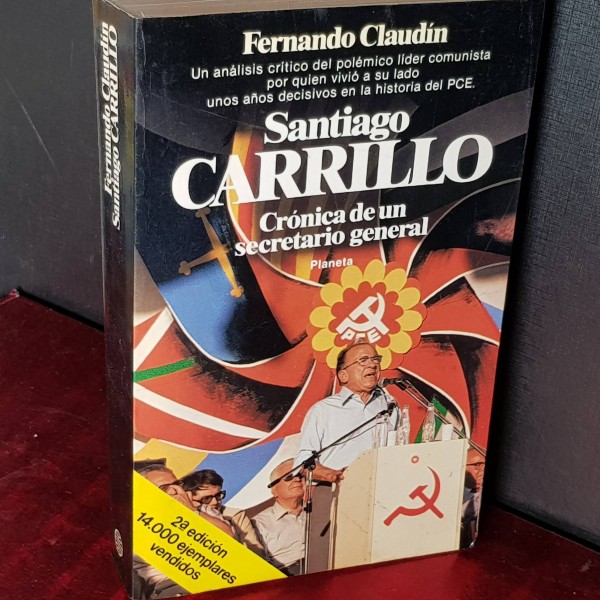 Fernando Claudín
Un análisis crítico del polémico líder comunista
por quien vivió a su lado
unos años decisivos en la historia del PCE.
Santiago
CARRILLO
Crónica de un
secretario general
Planeta
PCE
2ª edición
14.000 ejemplares
vendidos
Fernando Claudín
Santiago CARRILLO